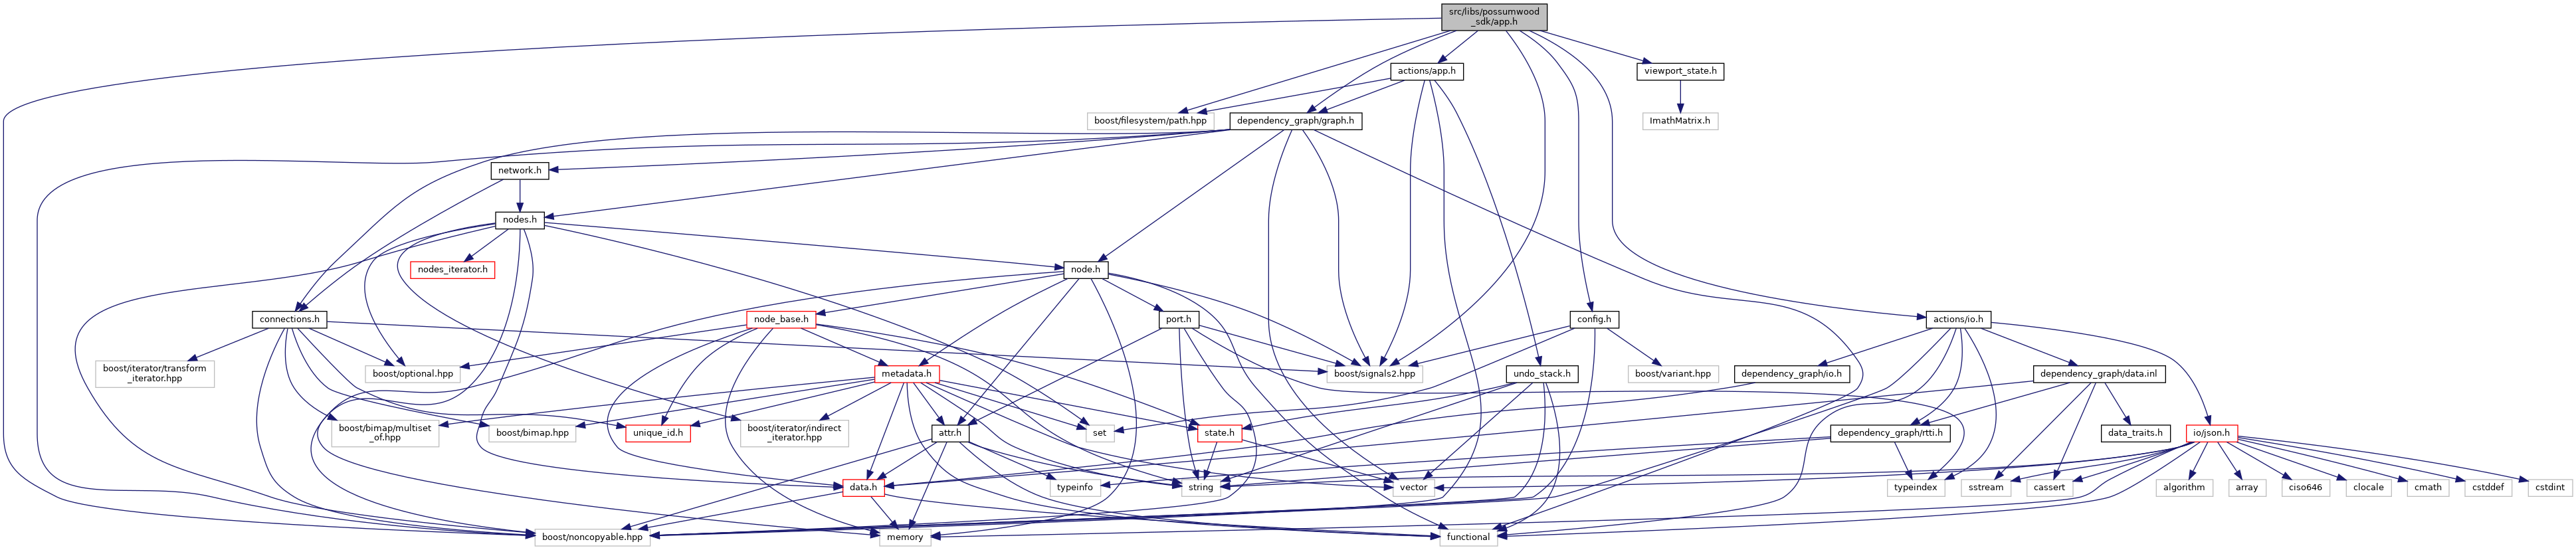 src/libs/possumwood
_sdk/app.h
actions/app.h
viewport_state.h
boost/filesystem/path.hpp
dependency_graph/graph.h
ImathMatrix.h
network.h
nodes.h
nodes_iterator.h
node.h
connections.h
node_base.h
port.h
config.h
actions/io.h
boost/iterator/transform
_iterator.hpp
boost/optional.hpp
metadata.h
boost/signals2.hpp
undo_stack.h
boost/variant.hpp
dependency_graph/io.h
dependency_graph/data.inl
boost/bimap/multiset
_of.hpp
boost/bimap.hpp
unique_id.h
boost/iterator/indirect
_iterator.hpp
attr.h
set
state.h
dependency_graph/rtti.h
data_traits.h
io/json.h
data.h
typeinfo
string
vector
typeindex
sstream
cassert
algorithm
array
ciso646
clocale
cmath
cstddef
cstdint
boost/noncopyable.hpp
memory
functional